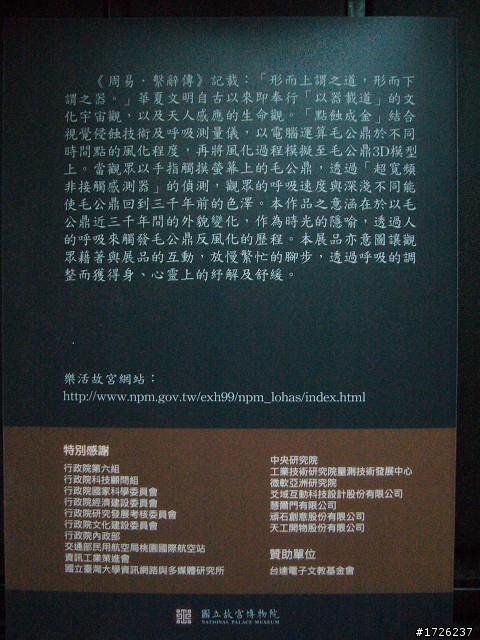 《周易．繫辭傳》記載：「形而上謂之道，形而下
謂之器。」華夏文明自古以來即奉行「以器載道」的文
化宇宙觀，以及天人感應的生命觀。「點蝕成金」結合
視覺侵蝕技術及呼吸測量儀，以電腦運算毛公鼎於不同
時間點的風化程度，再將風化過程模擬至毛公鼎3D模型
上。當觀眾以手指觸摸螢幕上的毛公鼎，透過「超寬頻
非接觸感測器」的偵測，觀眾的呼吸速度與深淺不同能
使毛公鼎回到三千年前的色澤。本作品之意涵在於以毛
公鼎近三千年間的外貌變化，作為時光的隱喻，透過人
的呼吸來觸發毛公鼎反風化的歷程。本展品亦意圖讓觀
眾藉著與展品的互動，放慢繁忙的腳步，透過呼吸的調
整而獲得身、心靈上的紓解及舒緩。
樂活故宮網站：
http://www.npm.gov.tw/exh99/npm_lohas/index.html
特別感謝
行政院第六組
行政院科技顧問組
行政院國家科學委員會
行政院經濟建設委員會
行政院研究發展考核委員會
行政院文化建設委員會
行政院內政部
交通部民用航空局桃園國際航空站
資訊工業策進會
國立臺灣大學資訊網路與多媒體研究所
中央研究院
工業技術研究院量測技術發展中心
微軟亞洲研究院
爻域互動科技設計股份有限公司
慧爾門有限公司
頑石創意股份有限公司
天工開物股份有限公司
贊助單位
台達電子文教基金會
國立故宮博物院
NATIONAL PALACE MUSEUM
#1726237